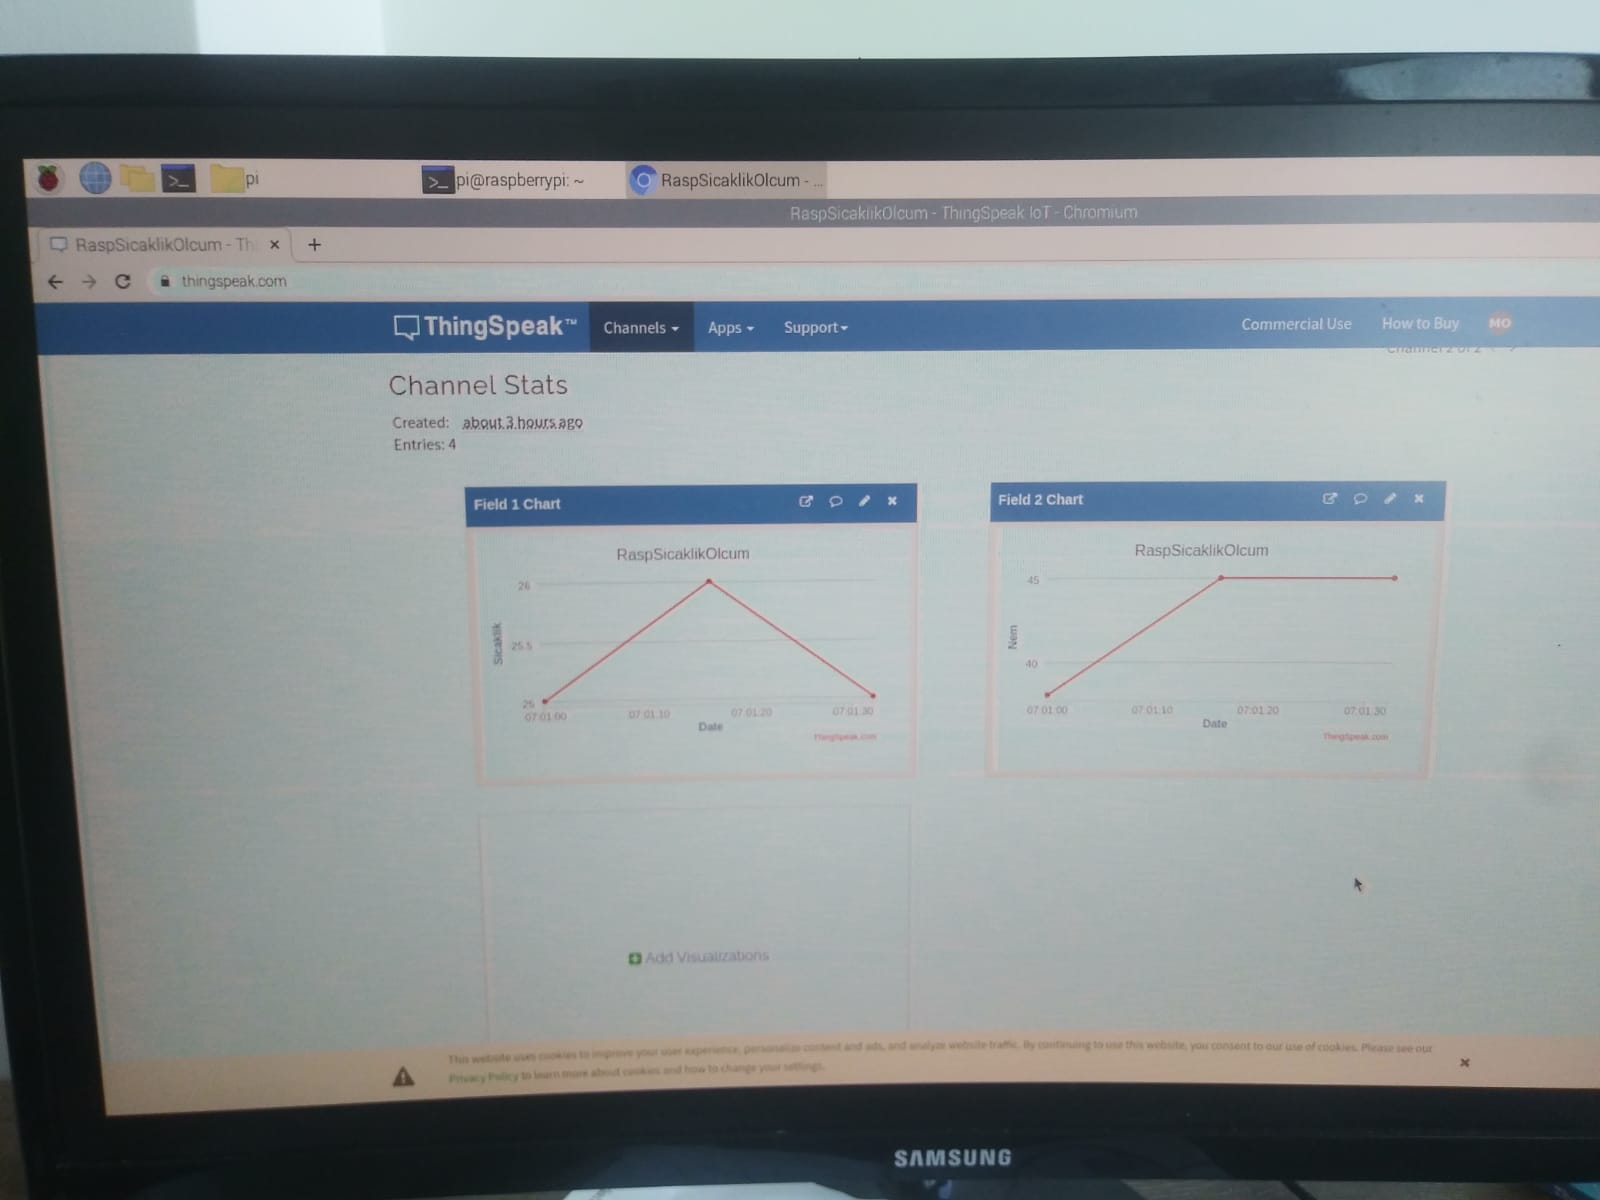 pi
pi@raspberrypi: ~
RaspSicaklikOlcum - ...
RaspSicaklikOlcum - ThingSpeak IoT - Chromium
RaspSicaklikOlcum - Th
thingspeak.com
ThingSpeak™
Channels
Apps
Support
Commercial Use
How to Buy
MO
Channel 2 of 2
Channel Stats
Created: about 3 hours ago
Entries: 4
Field 1 Chart
RaspSicaklikOlcum
Sicaklik
26
25.5
25
07:01:00
07:01:10
07:01:20
07:01:30
Date
ThingSpeak.com
Field 2 Chart
RaspSicaklikOlcum
Nem
45
40
07:01:00
07:01:10
07:01:20
07:01:30
Date
ThingSpeak.com
Add Visualizations
This website uses cookies to improve your user experience, personalize content and ads, and analyze website traffic. By continuing to use this website, you consent to our use of cookies. Please see our
Privacy Policy to learn more about cookies and how to change your settings.
SAMSUNG